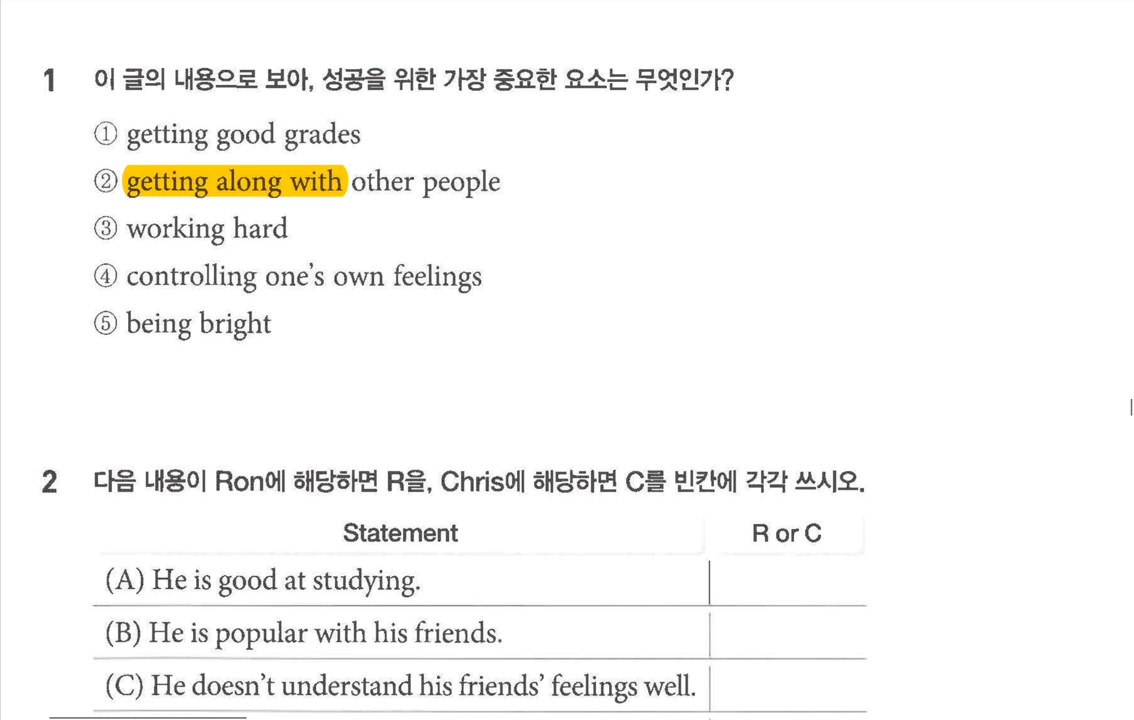 1 이 글의 내용으로 보아, 성공을 위한 가장 중요한 요소는 무엇인가?
① getting good grades
② getting along with other people
③ working hard
④ controlling one's own feelings
⑤ being bright
2 다음 내용이 Ron에 해당하면 R을, Chris에 해당하면 C를 빈칸에 각각 쓰시오.
Statement R or C
(A) He is good at studying.
(B) He is popular with his friends.
(C) He doesn't understand his friends' feelings well.